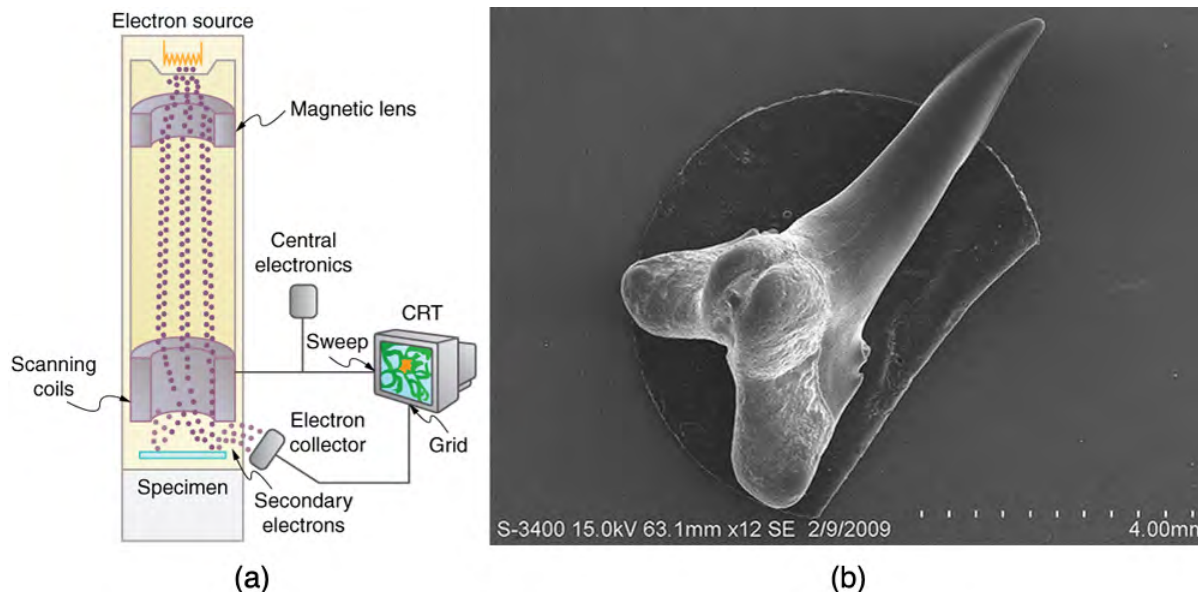 Electron source
Magnetic lens
Central
electronics
CRT
Sweep
Scanning
coils
Electron
collector
Grid
Specimen
Secondary
electrons
S-3400 15.0kV 63.1mm x12 SE 2/9/2009
4.00mm
(a)
(b)